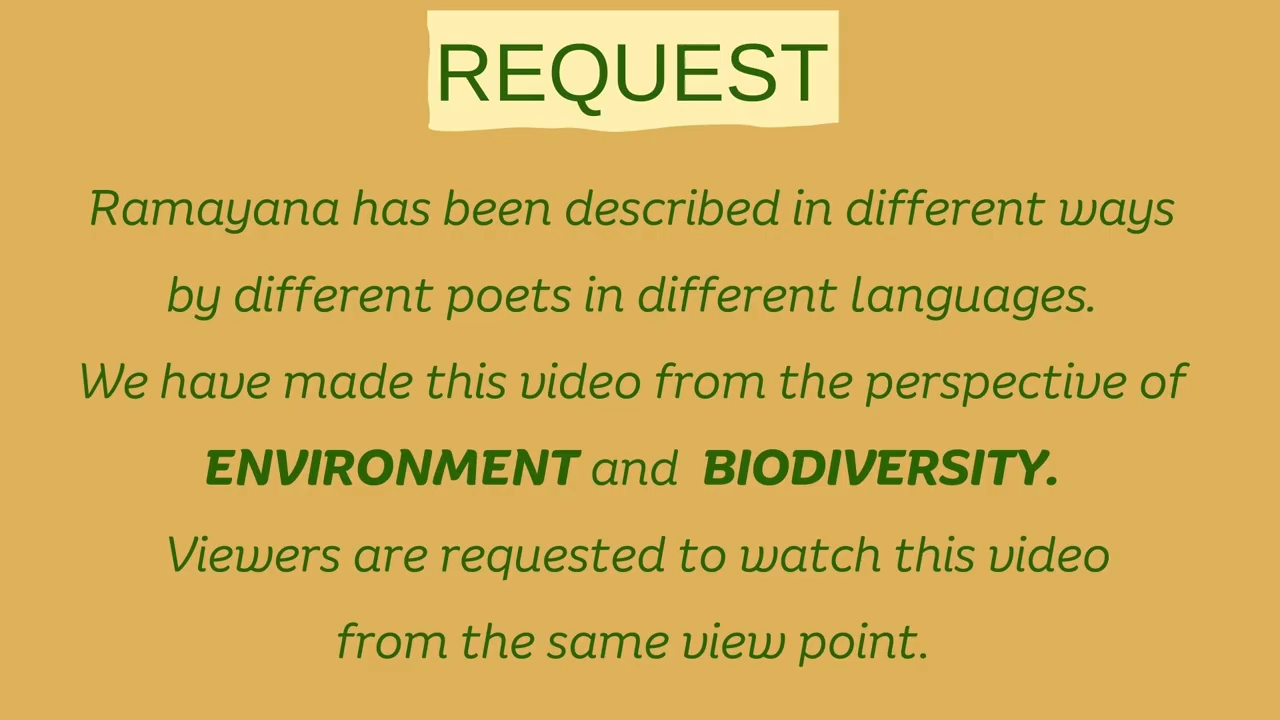 REQUEST
Ramayana has been described in different ways
by different poets in different languages.
We have made this video from the perspective of
ENVIRONMENT and BIODIVERSITY.
Viewers are requested to watch this video
from the same view point.